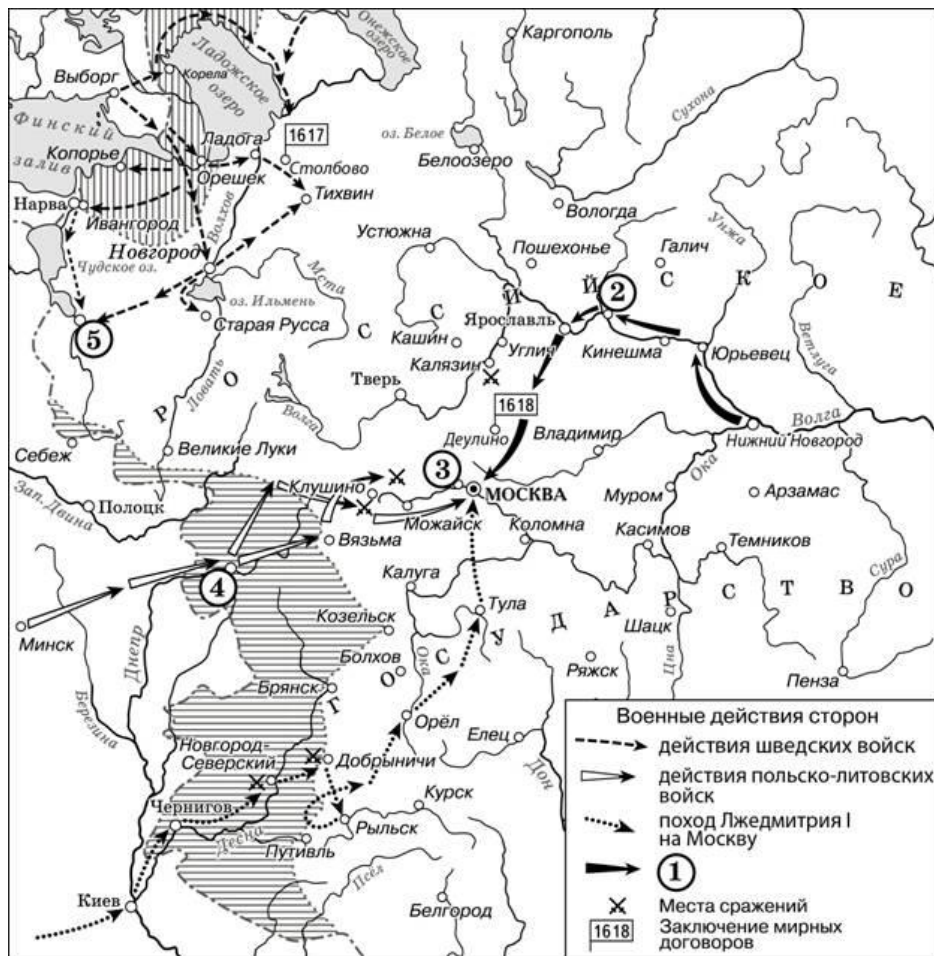 Онежское
озеро
Каргополь
Ладожское
озеро
Выборг
Корела
Сухона
Финский
залив
Ладога
1617
оз. Белое
Белоозеро
Копорье
Орешек
Столбово
Тихвин
Нарва
Ивангород
Волхов
Вологда
Унжа
Новгород
Устюжна
Пошехонье
Галич
Чудское оз.
Мста
оз. Ильмень
2
5
Старая Русса
Ярославль
Кашин
Углич
Кинешма
Юрьевец
Ветлуга
Калязин
Тверь
Ловать
Волга
1618
Волга
Деулино
Владимир
Нижний Новгород
Себеж
Великие Луки
Ока
Клушино
3
МОСКВА
Муром
Арзамас
Зап. Двина
Полоцк
Можайск
Коломна
Касимов
Темников
Вязьма
4
Калуга
Сура
Минск
Днепр
Козельск
Тула
Шацк
Цна
Березина
Болхов
Ока
Ряжск
Пенза
Брянск
Орёл
Елец
Новгород-
Северский
Добрыничи
Дон
Чернигов
Курск
Десна
Рыльск
Путивль
Псёл
Киев
Белгород
РОССИЙСКОЕ
ГОСУДАРСТВО
Военные действия сторон
действия шведских войск
действия польско-литовских
войск
поход Лжедмитрия I
на Москву
1
Места сражений
1618
Заключение мирных
договоров